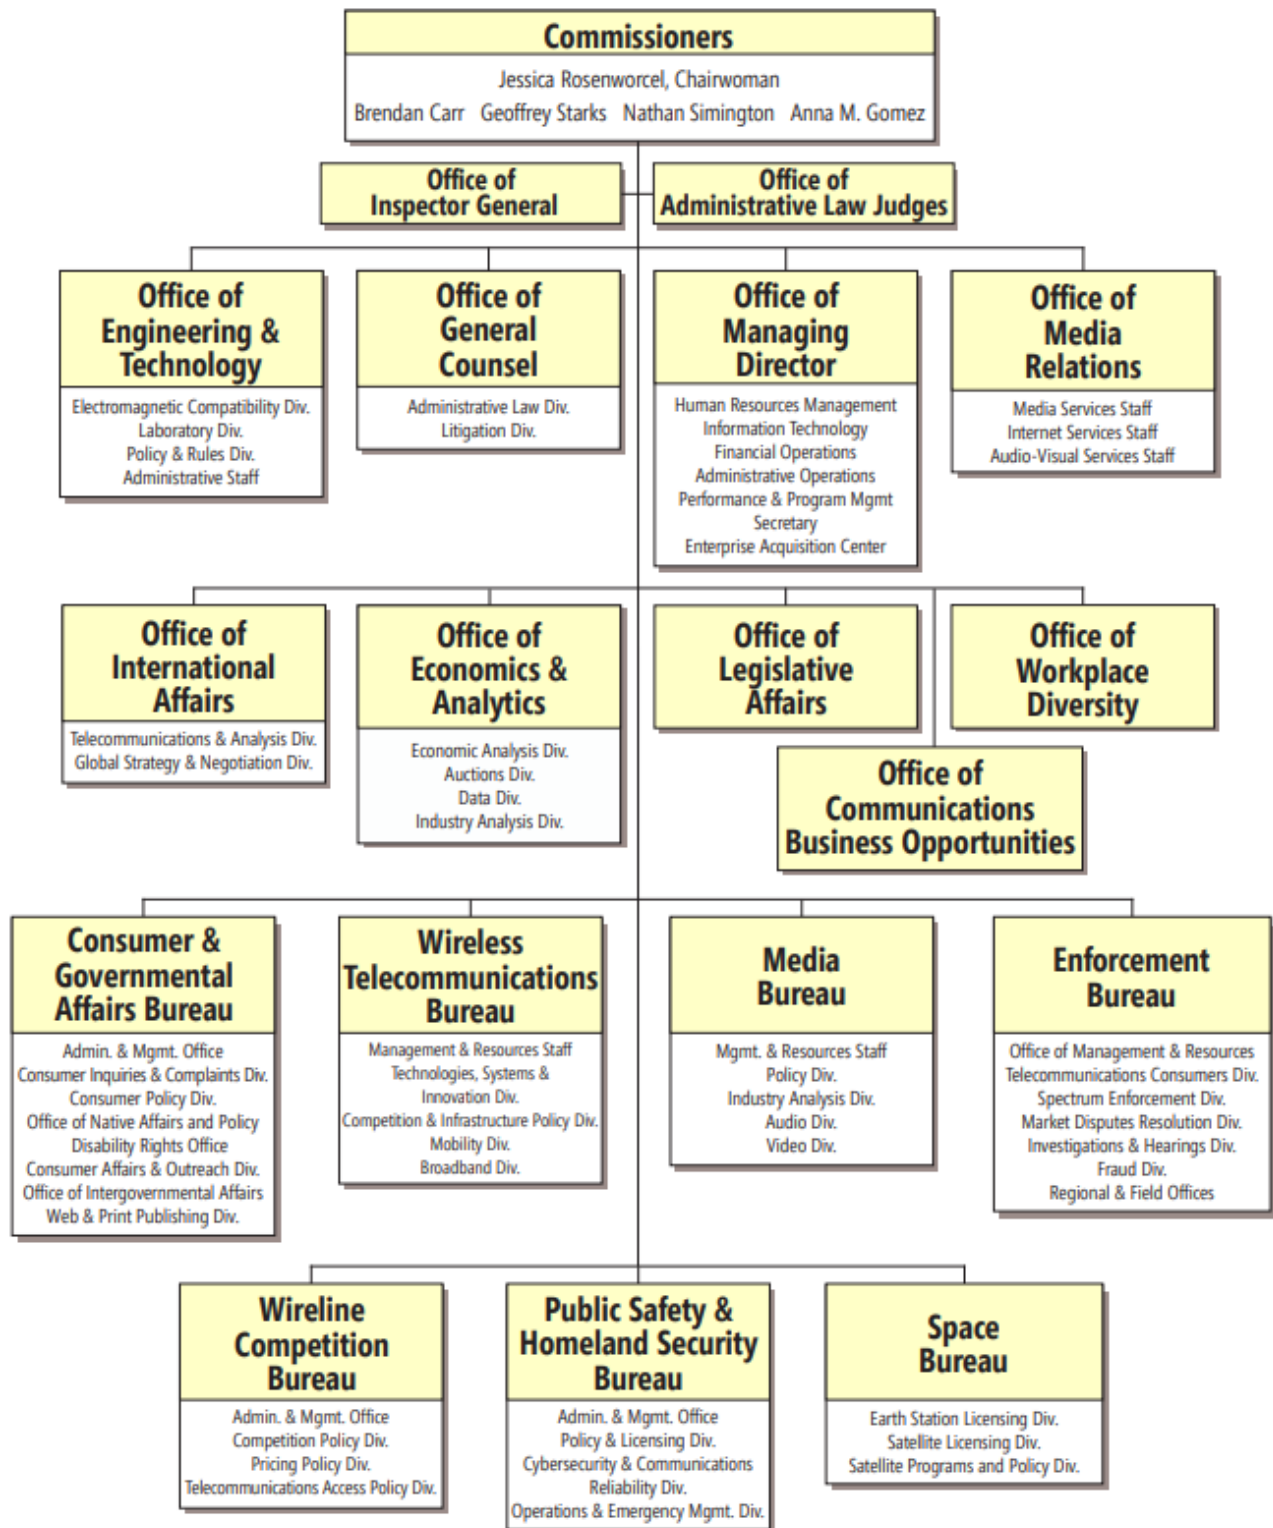 Commissioners
Jessica Rosenworcel, Chairwoman
Brendan Carr Geoffrey Starks Nathan Simington Anna M. Gomez
Office of
Inspector General
Office of
Administrative Law Judges
Office of
Engineering &
Technology
Electromagnetic Compatibility Div.
Laboratory Div.
Policy & Rules Div.
Administrative Staff
Office of
General
Counsel
Administrative Law Div.
Litigation Div.
Office of
Managing
Director
Human Resources Management
Information Technology
Financial Operations
Administrative Operations
Performance & Program Mgmt
Secretary
Enterprise Acquisition Center
Office of
Media
Relations
Media Services Staff
Internet Services Staff
Audio-Visual Services Staff
Office of
International
Affairs
Telecommunications & Analysis Div.
Global Strategy & Negotiation Div.
Office of
Economics &
Analytics
Economic Analysis Div.
Auctions Div.
Data Div.
Industry Analysis Div.
Office of
Legislative
Affairs
Office of
Workplace
Diversity
Office of
Communications
Business Opportunities
Consumer &
Governmental
Affairs Bureau
Admin. & Mgmt. Office
Consumer Inquiries & Complaints Div.
Consumer Policy Div.
Office of Native Affairs and Policy
Disability Rights Office
Consumer Affairs & Outreach Div.
Office of Intergovernmental Affairs
Web & Print Publishing Div.
Wireless
Telecommunications
Bureau
Management & Resources Staff
Technologies, Systems &
Innovation Div.
Competition & Infrastructure Policy Div.
Mobility Div.
Broadband Div.
Media
Bureau
Mgmt. & Resources Staff
Policy Div.
Industry Analysis Div.
Audio Div.
Video Div.
Enforcement
Bureau
Office of Management & Resources
Telecommunications Consumers Div.
Spectrum Enforcement Div.
Market Disputes Resolution Div.
Investigations & Hearings Div.
Fraud Div.
Regional & Field Offices
Wireline
Competition
Bureau
Admin. & Mgmt. Office
Competition Policy Div.
Pricing Policy Div.
Telecommunications Access Policy Div.
Public Safety &
Homeland Security
Bureau
Admin. & Mgmt. Office
Policy & Licensing Div.
Cybersecurity & Communications
Reliability Div.
Operations & Emergency Mgmt. Div.
Space
Bureau
Earth Station Licensing Div.
Satellite Licensing Div.
Satellite Programs and Policy Div.